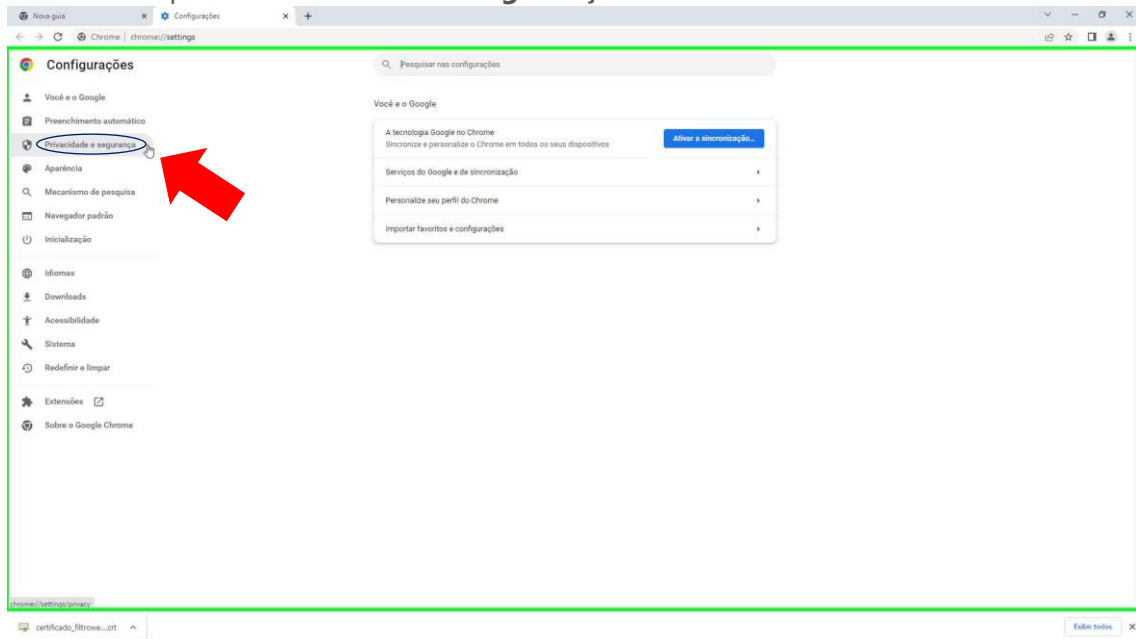 Nova guia
Configurações
Chrome | chrome://settings
Configurações
Pesquisar nas configurações
Você e o Google
Preenchimento automático
Privacidade e segurança
Aparência
Mecanismo de pesquisa
Navegador padrão
Inicialização
Idiomas
Downloads
Acessibilidade
Sistema
Redefinir e limpar
Extensões
Sobre o Google Chrome
Você e o Google
A tecnologia Google no Chrome
Sincronize e personalize o Chrome em todos os seus dispositivos
Ativar a sincronização...
Serviços do Google e de sincronização
Personalize seu perfil do Chrome
Importar favoritos e configurações
chrome://settings/privacy
certificado_filtrowe....crt
Exibir todos